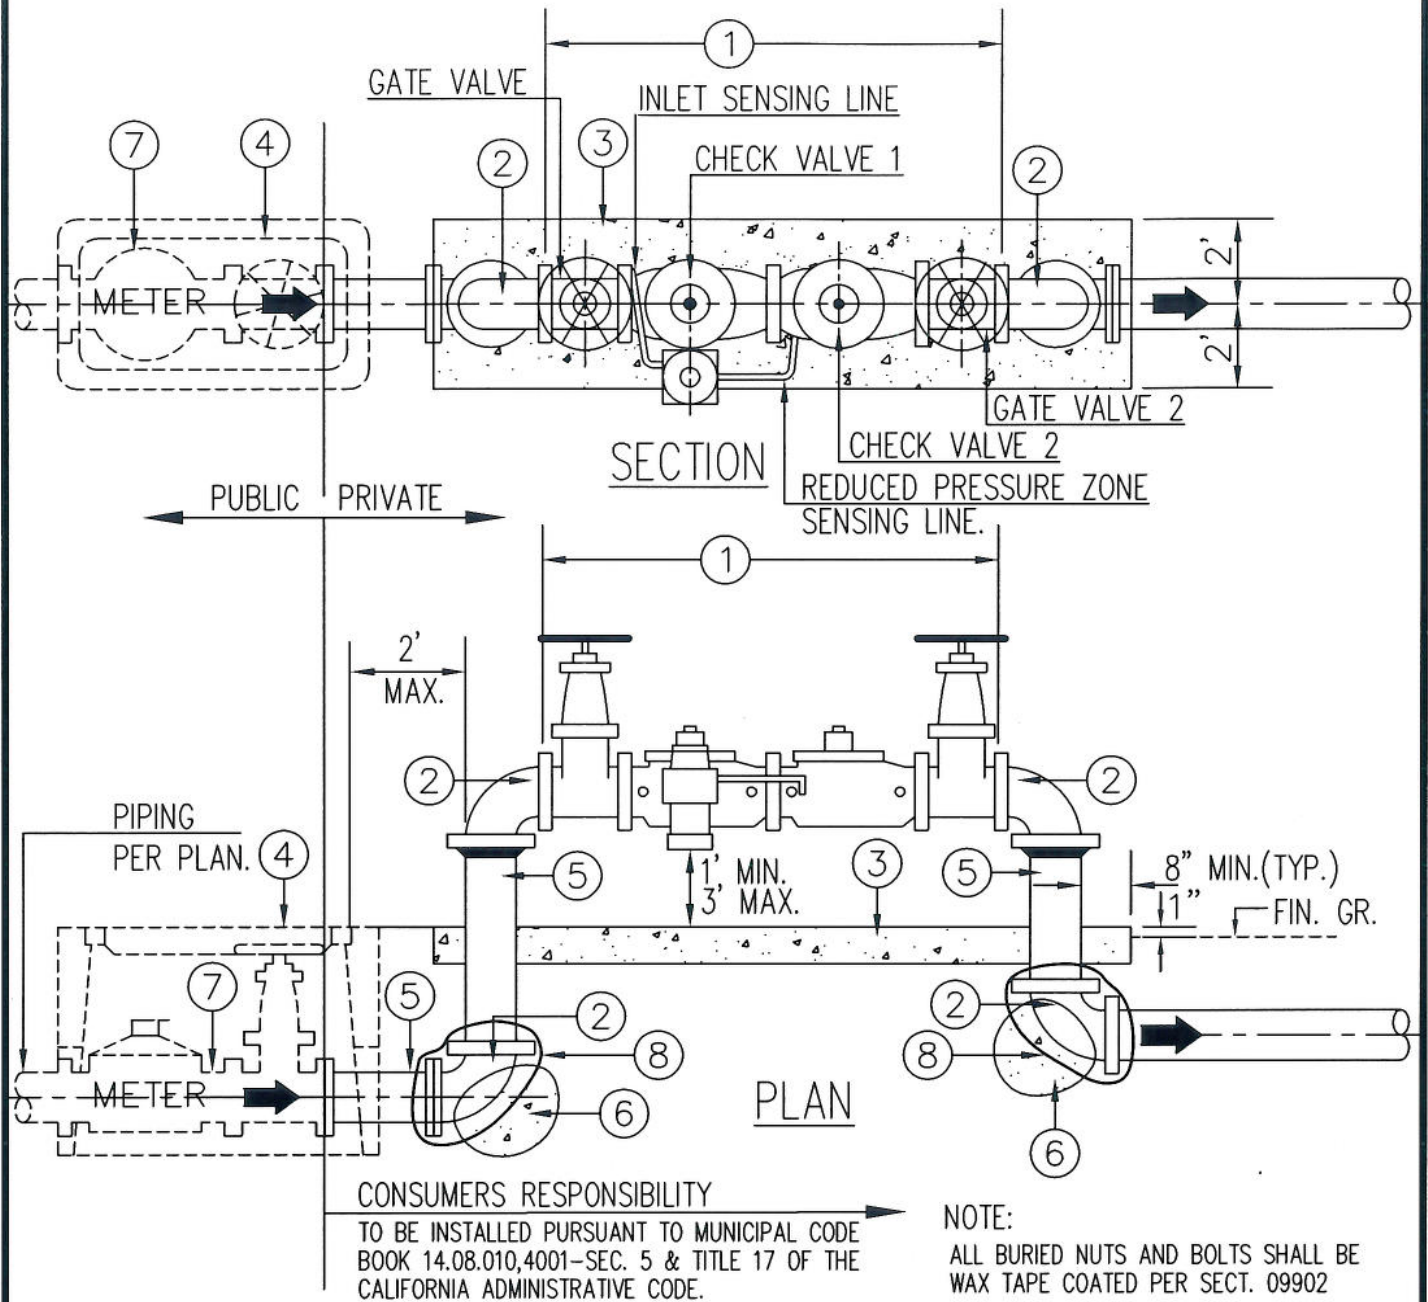 1
GATE VALVE
INLET SENSING LINE
7
4
2
3
CHECK VALVE 1
2
METER
2'
2'
GATE VALVE 2
CHECK VALVE 2
SECTION
REDUCED PRESSURE ZONE
SENSING LINE.
PUBLIC
PRIVATE
1
2'
MAX.
2
2
PIPING
PER PLAN.
4
5
1' MIN.
3' MAX.
3
5
8" MIN.(TYP.)
1"
FIN. GR.
7
5
2
8
2
8
METER
6
PLAN
6
CONSUMERS RESPONSIBILITY
TO BE INSTALLED PURSUANT TO MUNICIPAL CODE
BOOK 14.08.010,4001-SEC. 5 & TITLE 17 OF THE
CALIFORNIA ADMINISTRATIVE CODE.
NOTE:
ALL BURIED NUTS AND BOLTS SHALL BE
WAX TAPE COATED PER SECT. 09902